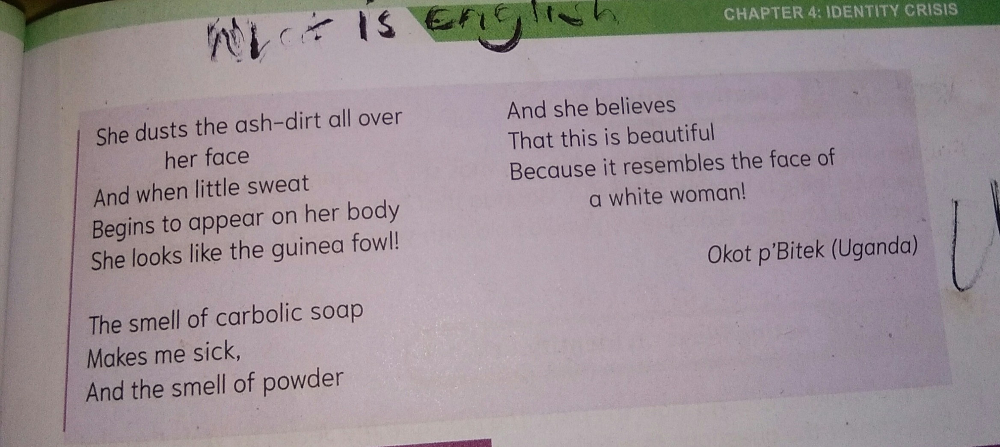 is English
CHAPTER 4: IDENTITY CRISIS
She dusts the ash-dirt all over
her face
And when little sweat
Begins to appear on her body
She looks like the guinea fowl!
The smell of carbolic soap
Makes me sick,
And the smell of powder
And she believes
That this is beautiful
Because it resembles the face of
a white woman!
Okot p'Bitek (Uganda)